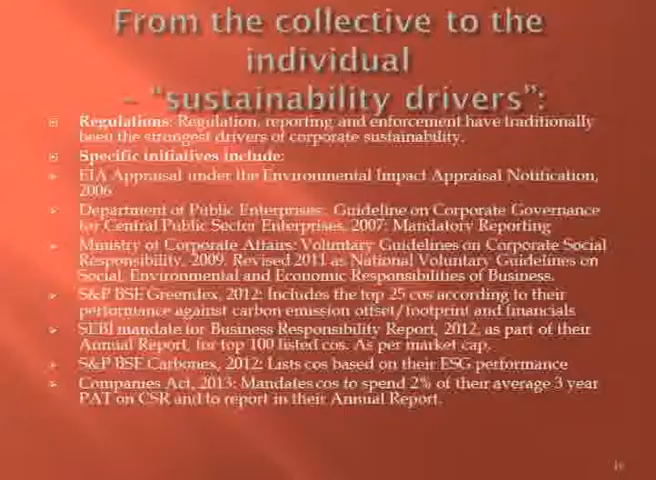 From the collective to the
individual
– "sustainability drivers":
Regulations: Regulation, reporting and enforcement have traditionally
been the strongest drivers of corporate sustainability.
Specific initiatives include:
EIA Appraisal under the Environmental Impact Appraisal Notification,
2006
Department of Public Enterprises: Guideline on Corporate Governance
for Central Public Sector Enterprises, 2007: Mandatory Reporting
Ministry of Corporate Affairs: Voluntary Guidelines on Corporate Social
Responsibility, 2009. Revised 2011 as National Voluntary Guidelines on
Social, Environmental and Economic Responsibilities of Business.
S&P BSE Greendex, 2012: Includes the top 25 cos according to their
performance against carbon emission offset/footprint and financials
SEBI mandate for Business Responsibility Report, 2012, as part of their
Annual Report, for top 100 listed cos. As per market cap.
S&P BSE Carbonex, 2012: Lists cos based on their ESG performance
Companies Act, 2013: Mandates cos to spend 2% of their average 3 year
PAT on CSR and to report in their Annual Report.